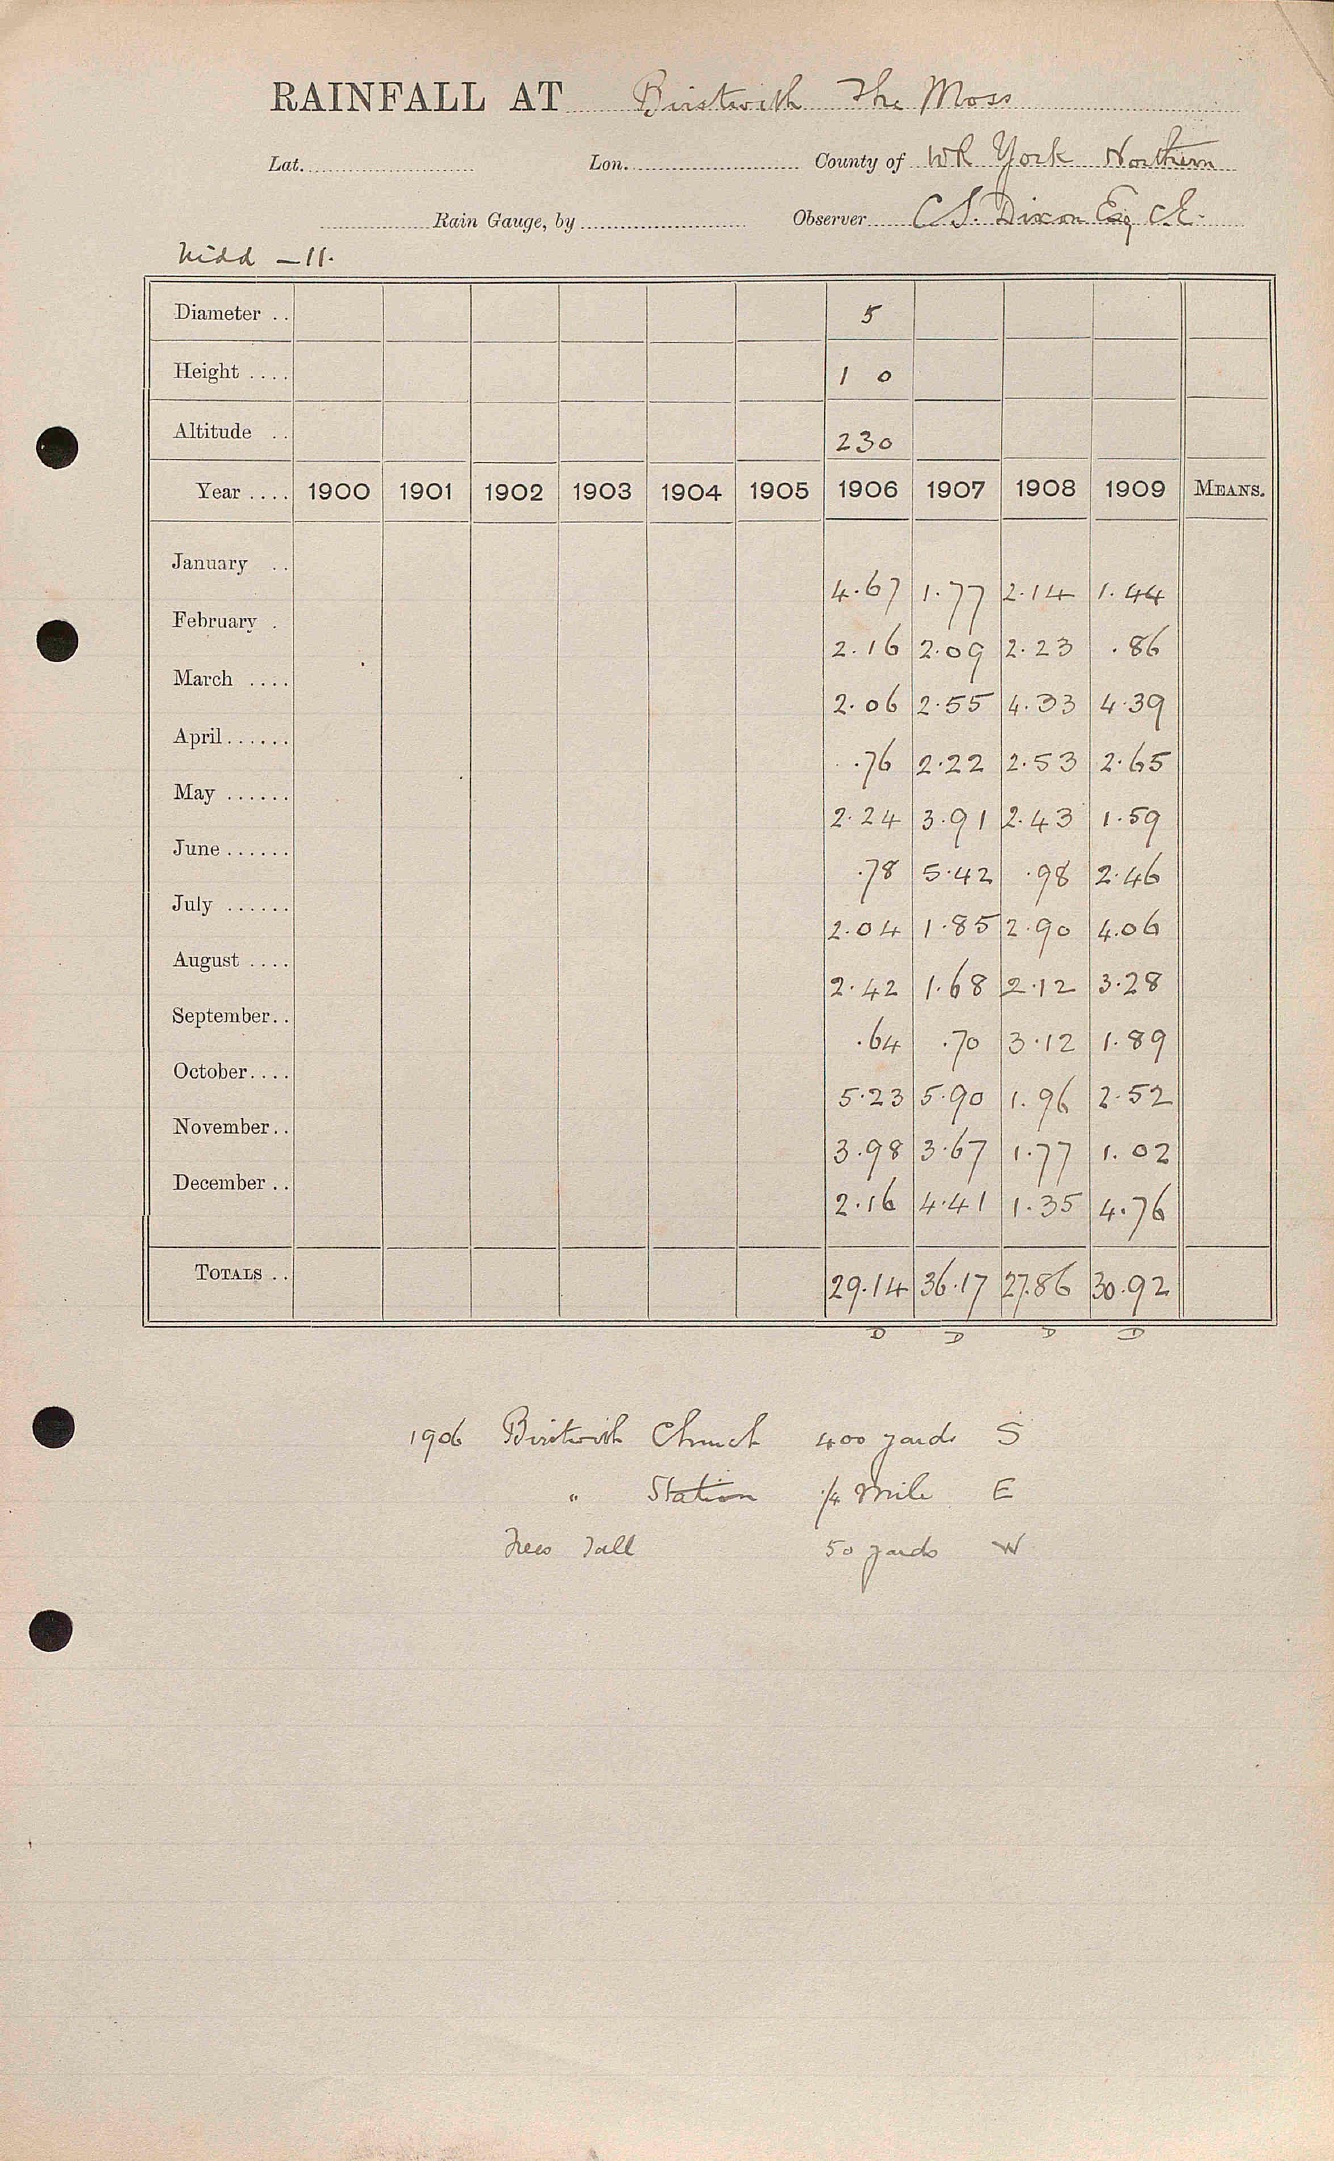 RAINFALL AT Birstwith The Moss
Lat. Lon. County of WR York Northern
Rain Gauge, by Observer C S. Dixon Esq C.E.
Nidd - 11.
Diameter .. 5
Height .... 1 0
Altitude .. 230
Year .... 1900 1901 1902 1903 1904 1905 1906 1907 1908 1909 MEANS.
January .. 4.67 1.77 2.14 1.44
February . 2.16 2.09 2.23 .86
March .... 2.06 2.55 4.33 4.39
April...... .76 2.22 2.53 2.65
May ...... 2.24 3.91 2.43 1.59
June ...... .78 5.42 .98 2.46
July ...... 2.04 1.85 2.90 4.06
August .... 2.42 1.68 2.12 3.28
September.. .64 .70 3.12 1.89
October.... 5.23 5.90 1.96 2.52
November.. 3.98 3.67 1.77 1.02
December .. 2.16 4.41 1.35 4.76
TOTALS .. 29.14 36.17 27.86 30.92
D D D D
1906 Birstwith Church 400 yards S
" Station 1/4 mile E
Trees Tall 50 yards W